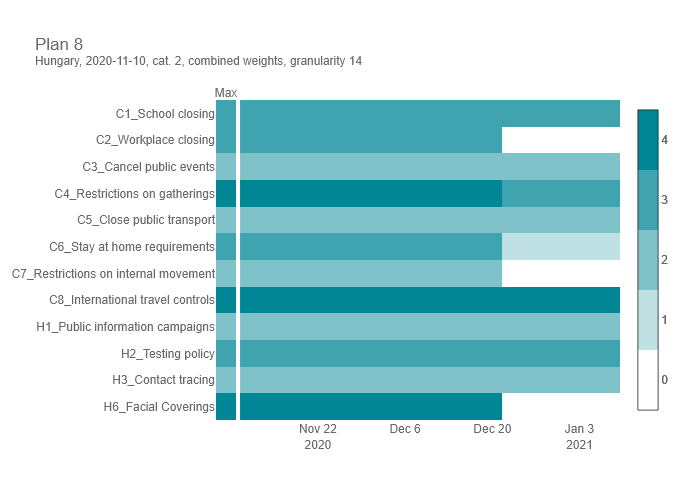 Plan 8
Hungary, 2020-11-10, cat. 2, combined weights, granularity 14
Max
C1_School closing
C2_Workplace closing
C3_Cancel public events
C4_Restrictions on gatherings
C5_Close public transport
C6_Stay at home requirements
C7_Restrictions on internal movement
C8_International travel controls
H1_Public information campaigns
H2_Testing policy
H3_Contact tracing
H6_Facial Coverings
4
3
2
1
0
Nov 22 Dec 6 Dec 20 Jan 3
2020 2021